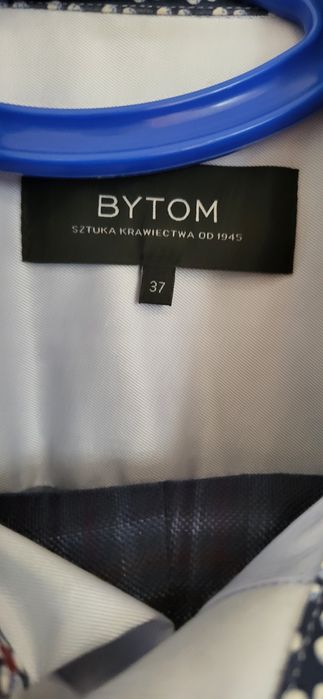 BYTOM
SZTUKA KRAWIECTWA OD 1945
37